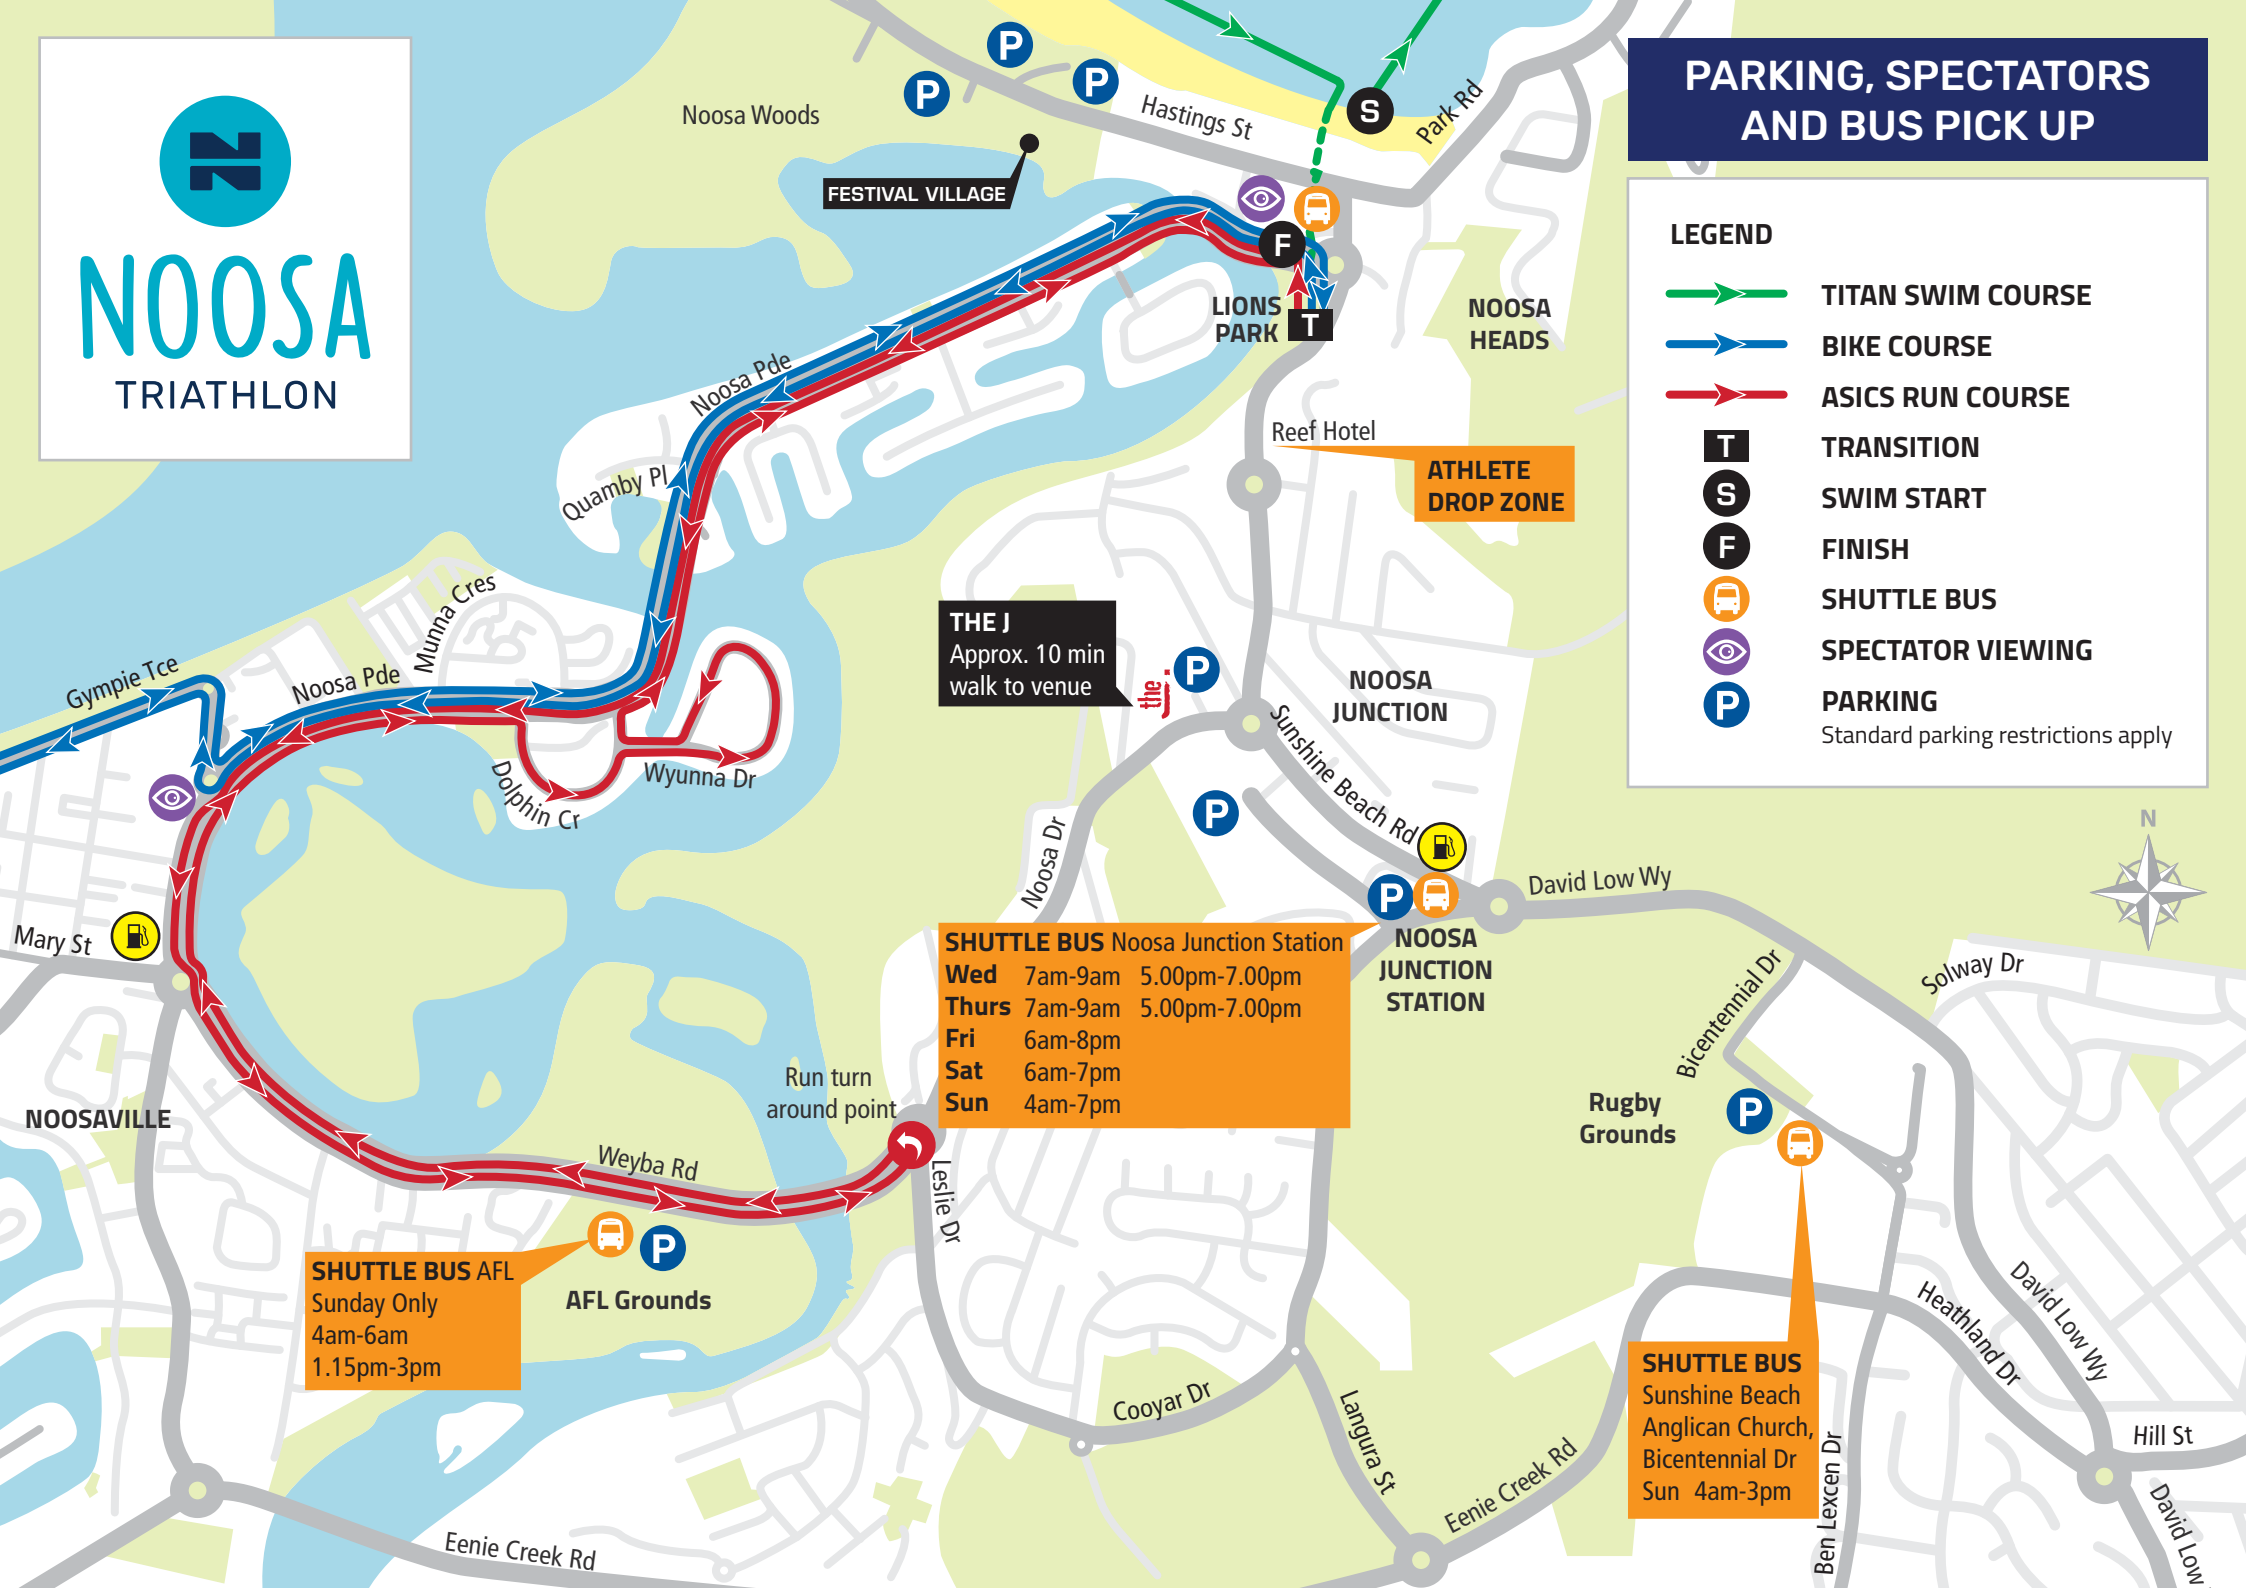 NOOSA
TRIATHLON
PARKING, SPECTATORS
AND BUS PICK UP
LEGEND
TITAN SWIM COURSE
BIKE COURSE
ASICS RUN COURSE
T
TRANSITION
S
SWIM START
F
FINISH
SHUTTLE BUS
SPECTATOR VIEWING
P
PARKING
Standard parking restrictions apply
N
P
P
P
Noosa Woods
Hastings St
S
Park Rd
FESTIVAL VILLAGE
F
LIONS
PARK
T
NOOSA
HEADS
Noosa Pde
Reef Hotel
ATHLETE
DROP ZONE
Quamby Pl
Munna Cres
Gympie Tce
Noosa Pde
THE J
Approx. 10 min
walk to venue
the j.
P
NOOSA
JUNCTION
Wyunna Dr
Dolphin Cr
Sunshine Beach Rd
P
Noosa Dr
David Low Wy
P
Mary St
SHUTTLE BUS Noosa Junction Station
Wed 7am-9am 5.00pm-7.00pm
Thurs 7am-9am 5.00pm-7.00pm
Fri 6am-8pm
Sat 6am-7pm
Sun 4am-7pm
NOOSA
JUNCTION
STATION
Solway Dr
Bicentennial Dr
Run turn
around point
NOOSAVILLE
Rugby
Grounds
P
Weyba Rd
Leslie Dr
P
SHUTTLE BUS AFL
Sunday Only
4am-6am
1.15pm-3pm
AFL Grounds
Heathland Dr
David Low Wy
SHUTTLE BUS
Sunshine Beach
Anglican Church,
Bicentennial Dr
Sun 4am-3pm
Cooyar Dr
Langura St
Hill St
Eenie Creek Rd
Ben Lexcen Dr
David Low
Eenie Creek Rd